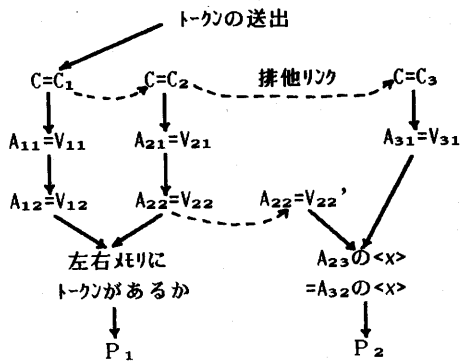 トークンの送出
C=C₁ C=C₂ 排他リンク C=C₃
A₁₁=V₁₁ A₂₁=V₂₁ A₃₁=V₃₁
A₁₂=V₁₂ A₂₂=V₂₂ A₂₂=V₂₂'
左右メモリに
トークンがあるか
A₂₃の<x>
=A₃₂の<x>
P₁ P₂